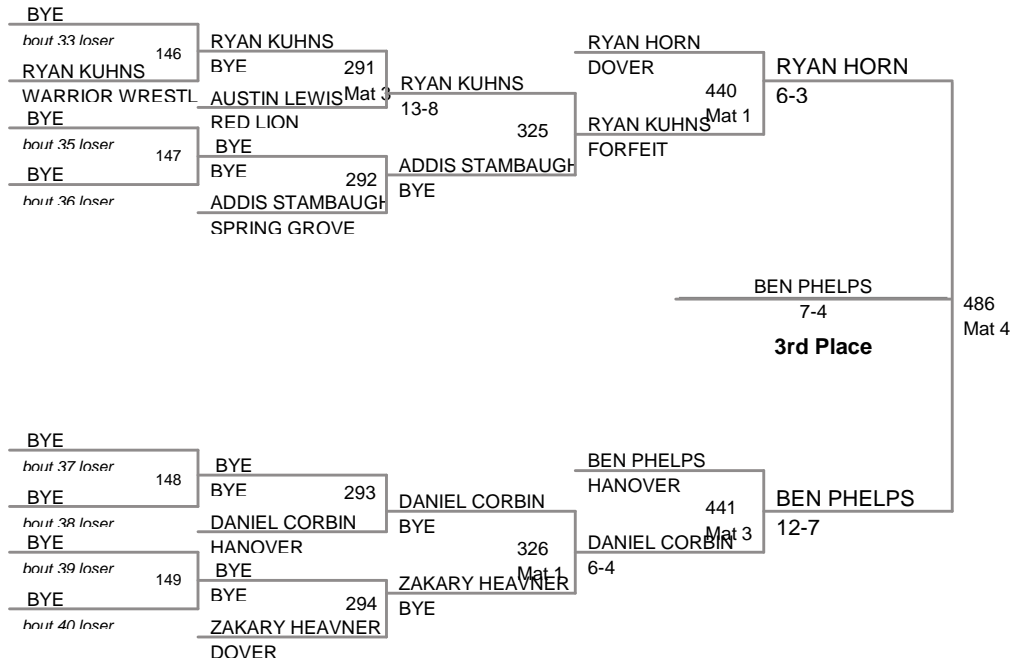 BYE
bout 33 loser
146
RYAN KUHNS
WARRIOR WRESTL
BYE
bout 35 loser
147
BYE
bout 36 loser
RYAN KUHNS
BYE
291
Mat 3
AUSTIN LEWIS
RED LION
BYE
BYE
292
ADDIS STAMBAUGH
SPRING GROVE
RYAN KUHNS
13-8
325
ADDIS STAMBAUGH
BYE
RYAN HORN
DOVER
440
Mat 1
RYAN KUHNS
FORFEIT
RYAN HORN
6-3
BEN PHELPS
7-4
3rd Place
486
Mat 4
BYE
bout 37 loser
148
BYE
bout 38 loser
BYE
bout 39 loser
149
BYE
bout 40 loser
BYE
BYE
293
DANIEL CORBIN
HANOVER
BYE
BYE
294
ZAKARY HEAVNER
DOVER
DANIEL CORBIN
BYE
326
Mat 1
ZAKARY HEAVNER
BYE
BEN PHELPS
HANOVER
441
Mat 3
DANIEL CORBIN
6-4
BEN PHELPS
12-7